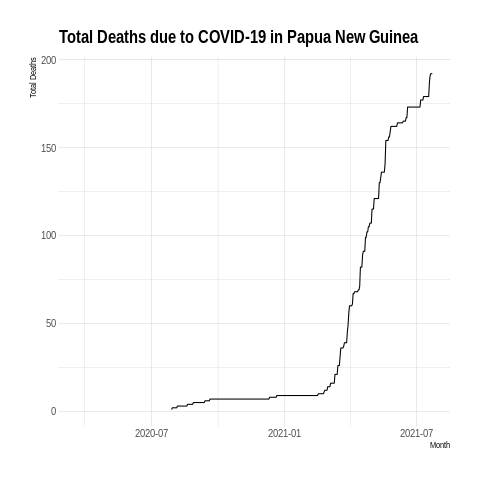 Total Deaths due to COVID-19 in Papua New Guinea
Total Deaths
200
150
100
50
0
2020-07
2021-01
2021-07
Month